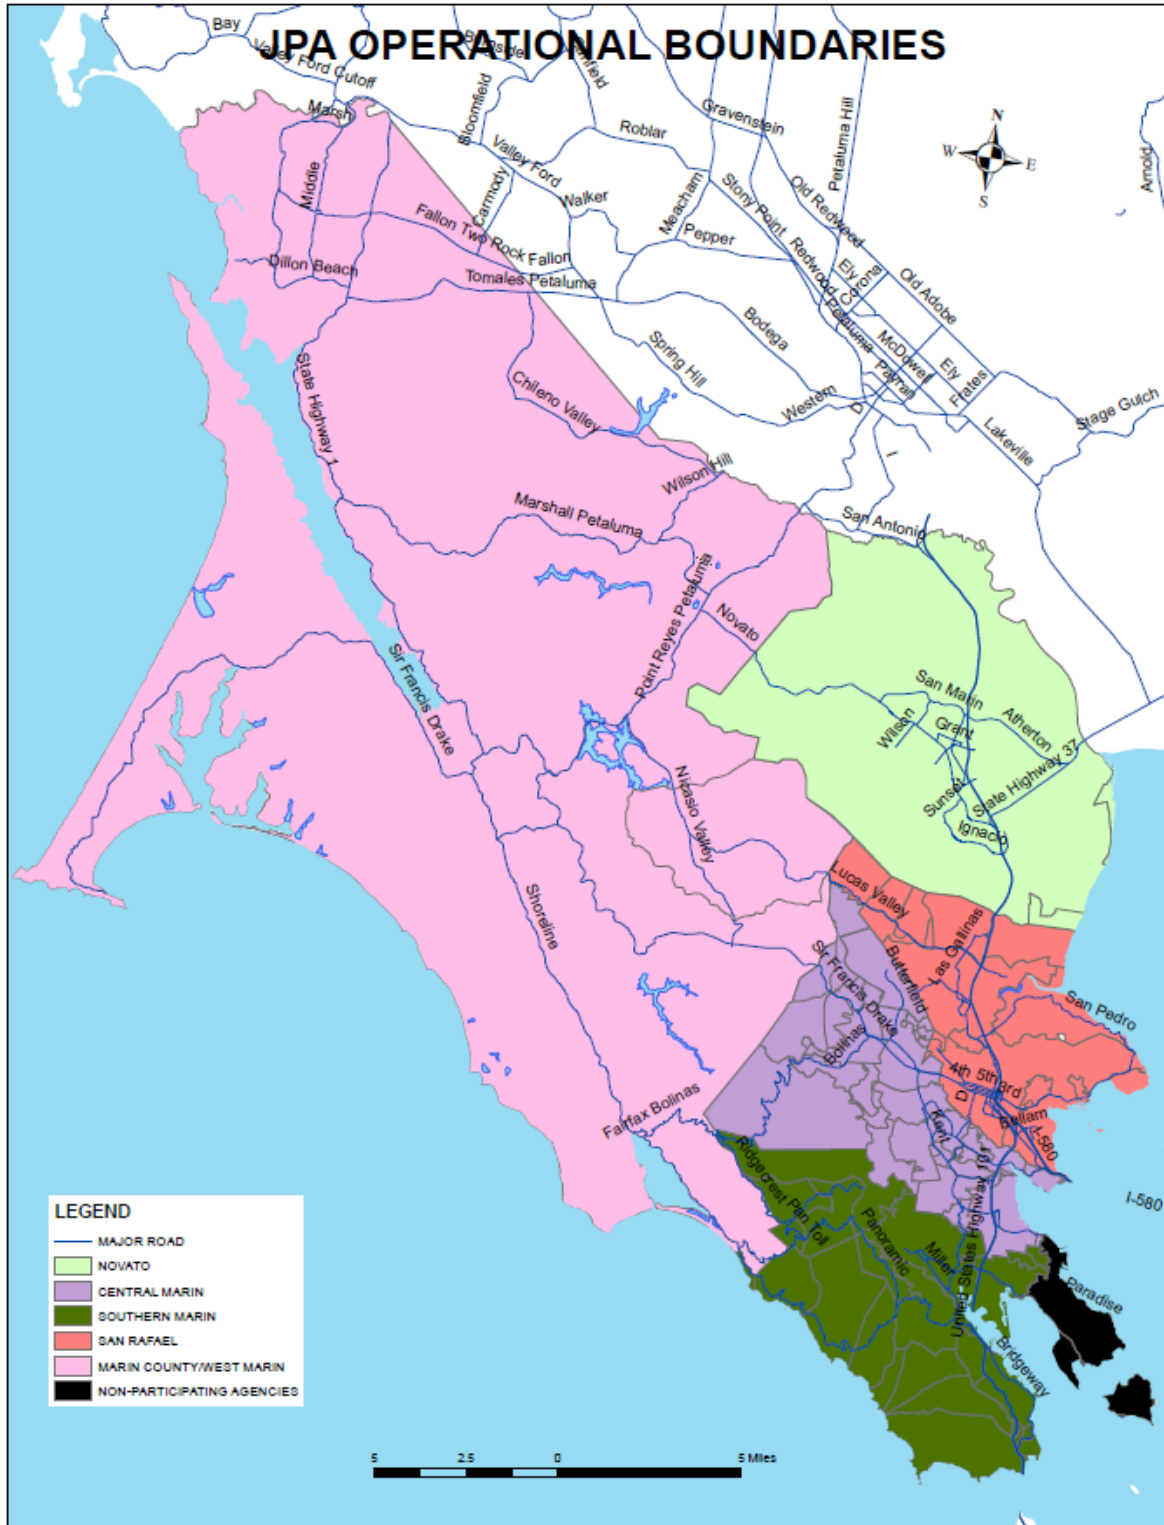 JPA OPERATIONAL BOUNDARIES
Bay
Valley Ford Cutoff
Marsh
Bloomfield
Gravenstein
Roblar
Petaluma Hill
Arnold
N
W
E
S
Middle
Valley Ford
Carmody
Walker
Meacham
Stony Point
Old Redwood
Fallon Two Rock
Fallon
Pepper
Redwood
Ely
Corona
Old Adobe
Dillon Beach
Tomales Petaluma
Bodega
Petaluma
McDowell
Payran
Ely
Frates
Spring Hill
Western
D
Stage Gulch
State Highway 1
Chileno Valley
Lakeville
I
Wilson Hill
Marshall Petaluma
San Antonio
Point Reyes Petaluma
Novato
Sir Francis Drake
San Marin
Atherton
Wilson
Grant
State Highway 37
Sunset
Ignacio
Nicasio Valley
Lucas Valley
Las Gallinas
Shoreline
Sir Francis Drake
Butterfield
San Pedro
Bolinas
4th 5th 3rd
D
Bellam
I-580
Kent
Fairfax Bolinas
United States Highway 101
I-580
Ridgecrest
Pan Toll
Panoramic
Miller
Paradise
Bridgeway
LEGEND
MAJOR ROAD
NOVATO
CENTRAL MARIN
SOUTHERN MARIN
SAN RAFAEL
MARIN COUNTY/WEST MARIN
NON-PARTICIPATING AGENCIES
5 2.5 0 5 Miles